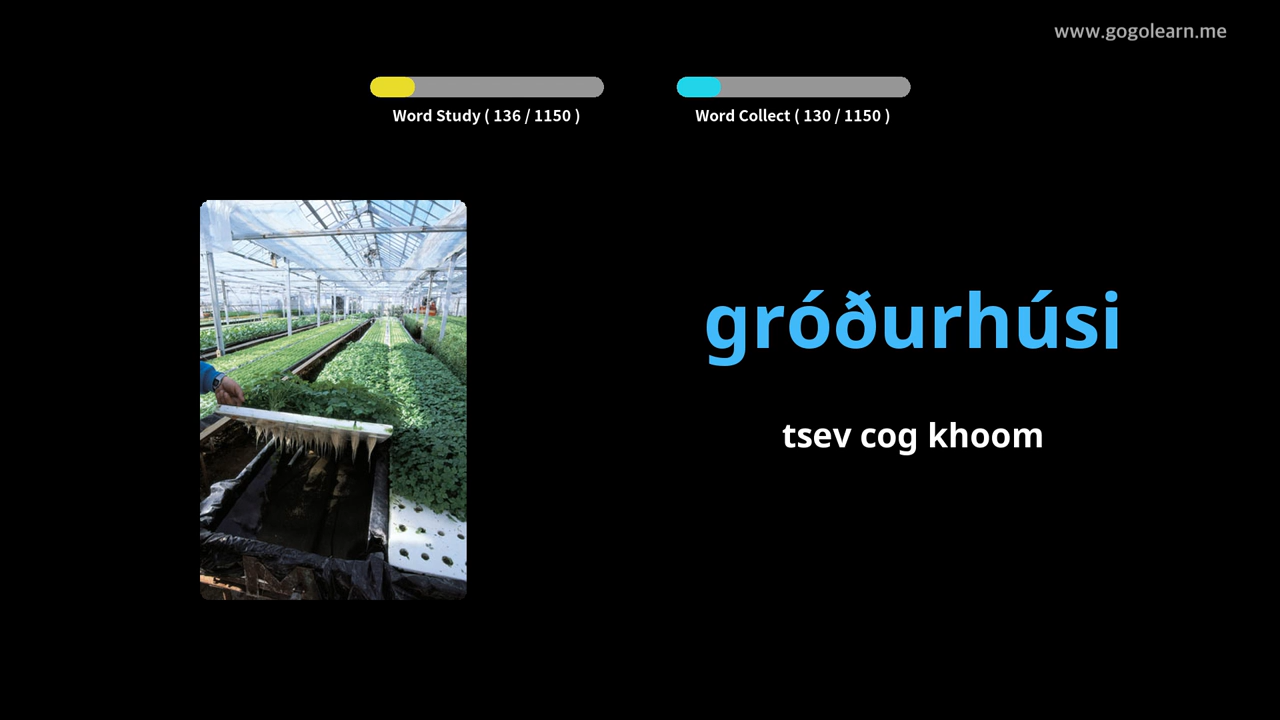 www.gogolearn.me
Word Study ( 136 / 1150 )
Word Collect ( 130 / 1150 )
gróðurhúsi
tsev cog khoom